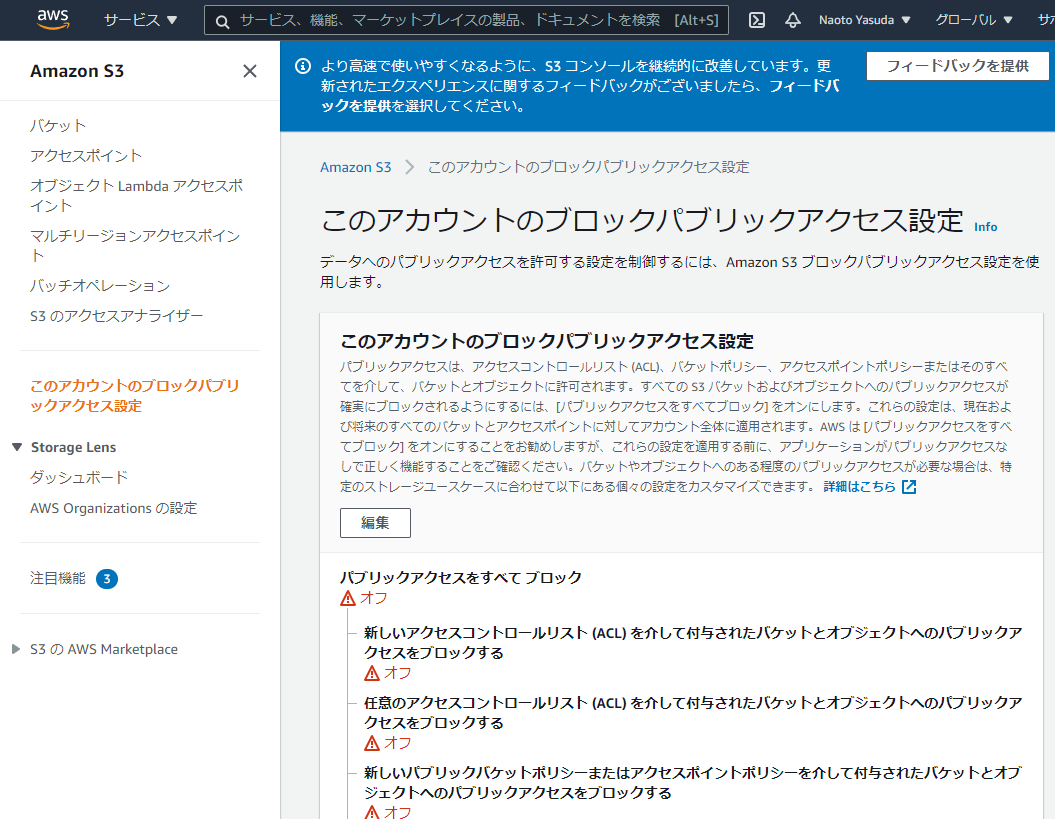 aws
サービス ▼
サービス、機能、マーケットプレイスの製品、ドキュメントを検索 [Alt+S]
Naoto Yasuda ▼
グローバル ▼
サポ
Amazon S3
バケット
アクセスポイント
オブジェクト Lambda アクセスポ
イント
マルチリージョンアクセスポイン
ト
バッチオペレーション
S3 のアクセスアナライザー
このアカウントのブロックパブリ
ックアクセス設定
Storage Lens
ダッシュボード
AWS Organizations の設定
注目機能 3
S3 の AWS Marketplace
より高速で使いやすくなるように、S3 コンソールを継続的に改善しています。更
新されたエクスペリエンスに関するフィードバックがございましたら、フィードバ
ックを提供を選択してください。
フィードバックを提供
Amazon S3 > このアカウントのブロックパブリックアクセス設定
このアカウントのブロックパブリックアクセス設定 Info
データへのパブリックアクセスを許可する設定を制御するには、Amazon S3 ブロックパブリックアクセス設定を使
用します。
このアカウントのブロックパブリックアクセス設定
パブリックアクセスは、アクセスコントロールリスト (ACL)、バケットポリシー、アクセスポイントポリシーまたはそのすべ
てを介して、バケットとオブジェクトに許可されます。すべての S3 バケットおよびオブジェクトへのパブリックアクセスが
確実にブロックされるようにするには、[パブリックアクセスをすべてブロック] をオンにします。これらの設定は、現在およ
び将来のすべてのバケットとアクセスポイントに対してアカウント全体に適用されます。AWS は [パブリックアクセスをすべ
てブロック] をオンにすることをお勧めしますが、これらの設定を適用する前に、アプリケーションがパブリックアクセスな
しで正しく機能することをご確認ください。バケットやオブジェクトへのある程度のパブリックアクセスが必要な場合は、特
定のストレージユースケースに合わせて以下にある個々の設定をカスタマイズできます。 詳細はこちら
編集
パブリックアクセスをすべて ブロック
オフ
新しいアクセスコントロールリスト (ACL) を介して付与されたバケットとオブジェクトへのパブリックア
クセスをブロックする
オフ
任意のアクセスコントロールリスト (ACL) を介して付与されたバケットとオブジェクトへのパブリックア
クセスをブロックする
オフ
新しいパブリックバケットポリシーまたはアクセスポイントポリシーを介して付与されたバケットとオブ
ジェクトへのパブリックアクセスをブロックする
オフ